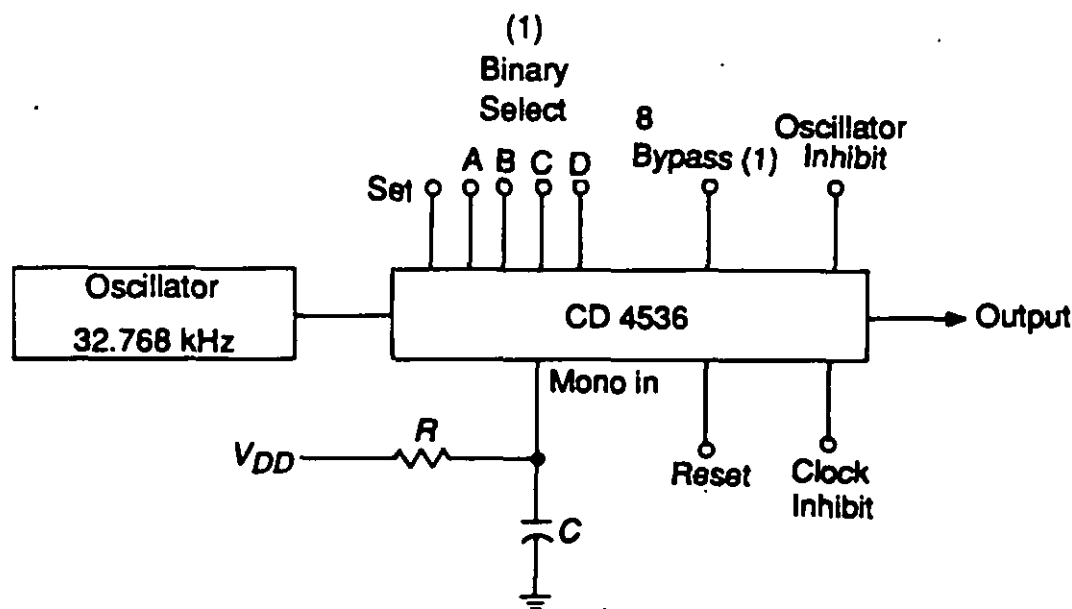 (1)
Binary
Select
8
Bypass (1)
Oscillator
Inhibit
Set
A B C D
Oscillator
32.768 kHz
CD 4536
Output
Mono in
R
VDD
Reset
Clock
Inhibit
C